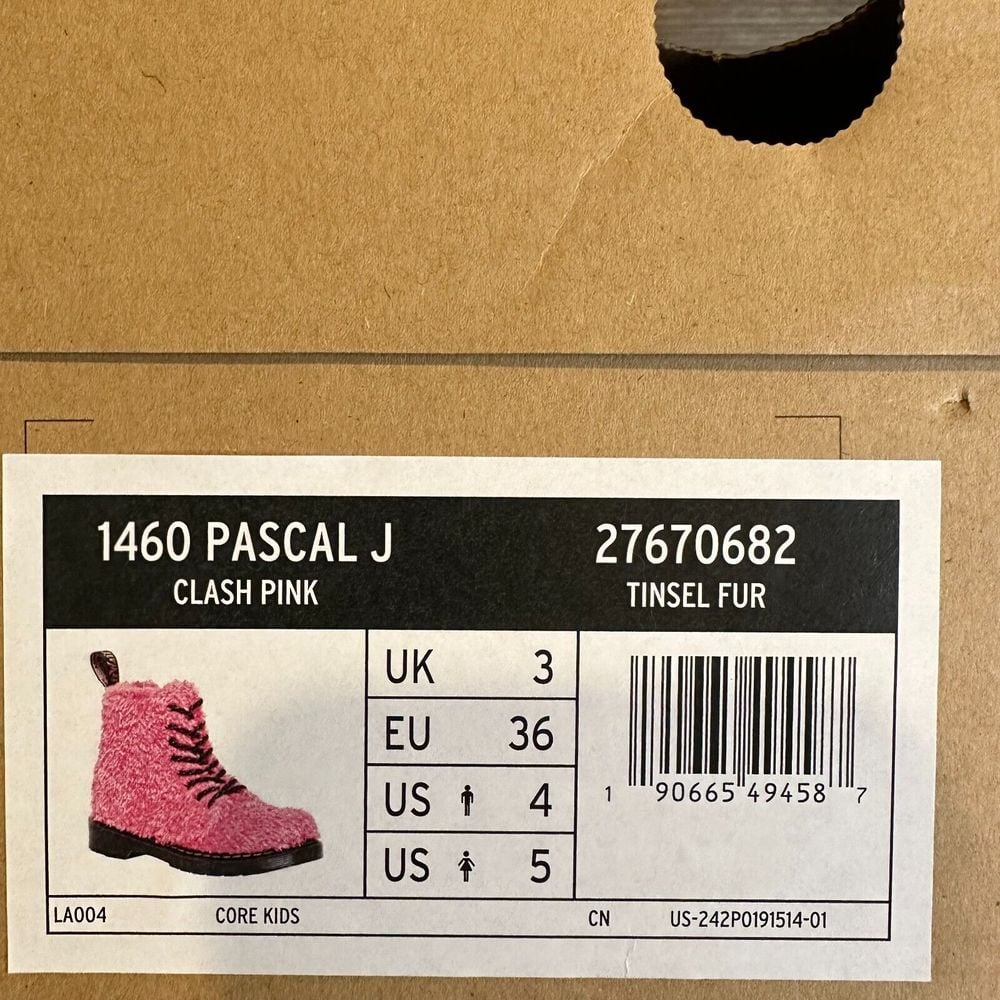 1460 PASCAL J
CLASH PINK
27670682
TINSEL FUR
UK 3
EU 36
US 4
US 5
1 90665 49458 7
LA004 CORE KIDS CN US-242P0191514-01